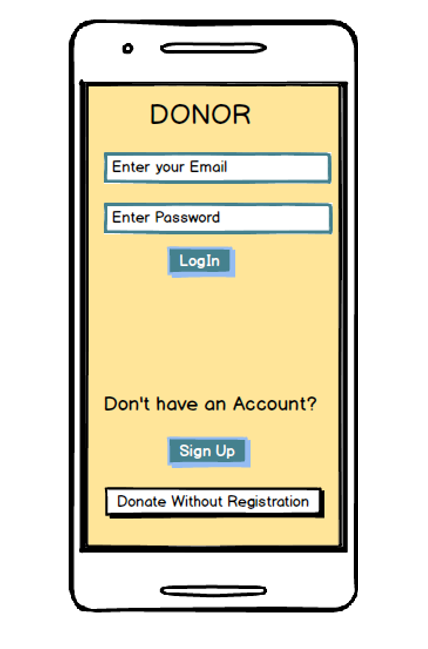 DONOR
Enter your Email
Enter Password
LogIn
Don't have an Account?
Sign Up
Donate Without Registration